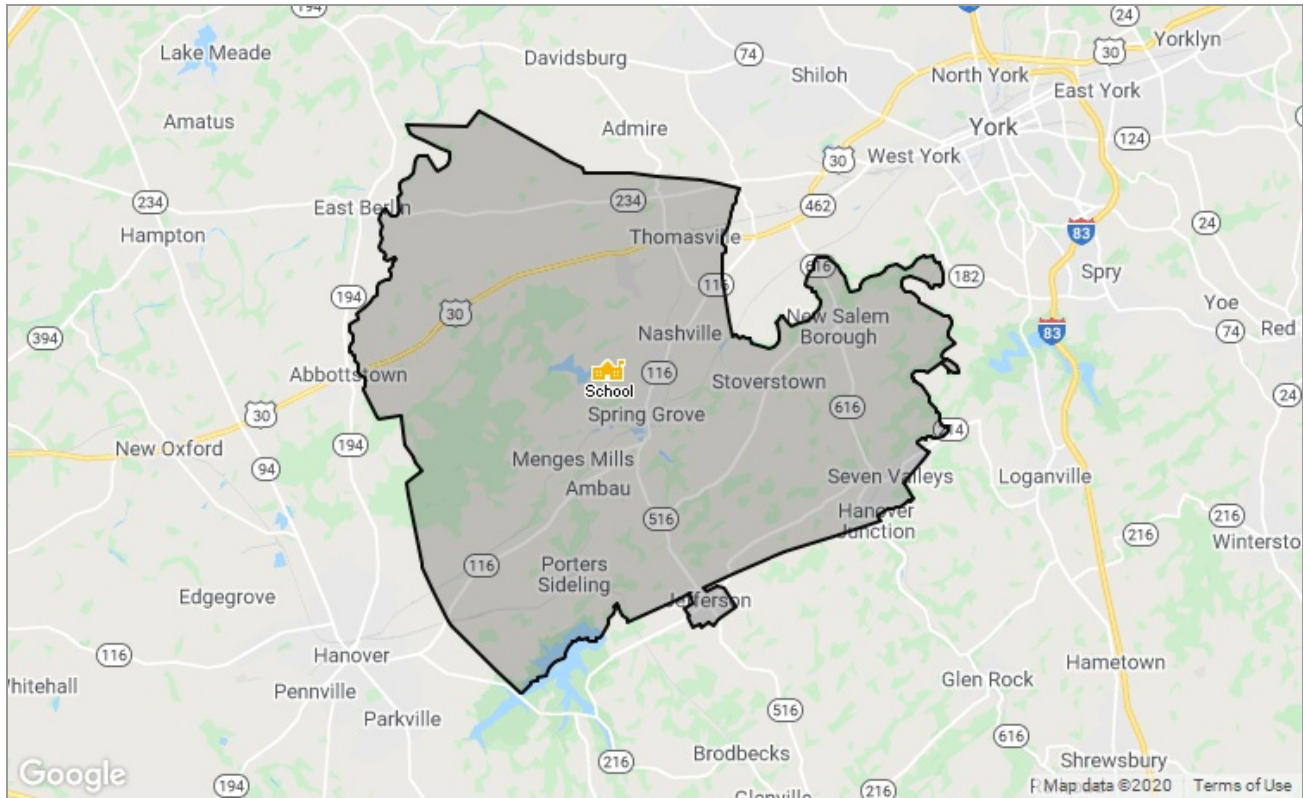 194
24
Lake Meade
Davidsburg
74
30
Yorklyn
Shiloh
North York
East York
Amatus
Admire
York
124
30
West York
234
East Berlin
234
462
Hampton
Thomasville
83
24
616
182
Spry
194
116
Yoe
30
New Salem
Borough
394
Nashville
83
74
Red
Abbottstown
116
Stoverstown
School
24
30
Spring Grove
616
194
New Oxford
94
Menges Mills
Ambau
Seven Valleys
Loganville
516
Hanover
Junction
216
216
Wintersto
116
Porters
Sideling
Edgegrove
Jefferson
116
Hanover
Hametown
Whitehall
Pennville
Glen Rock
Parkville
516
616
Brodbecks
216
Shrewsbury
Google
194
Glenville
216
Map data ©2020
Terms of Use